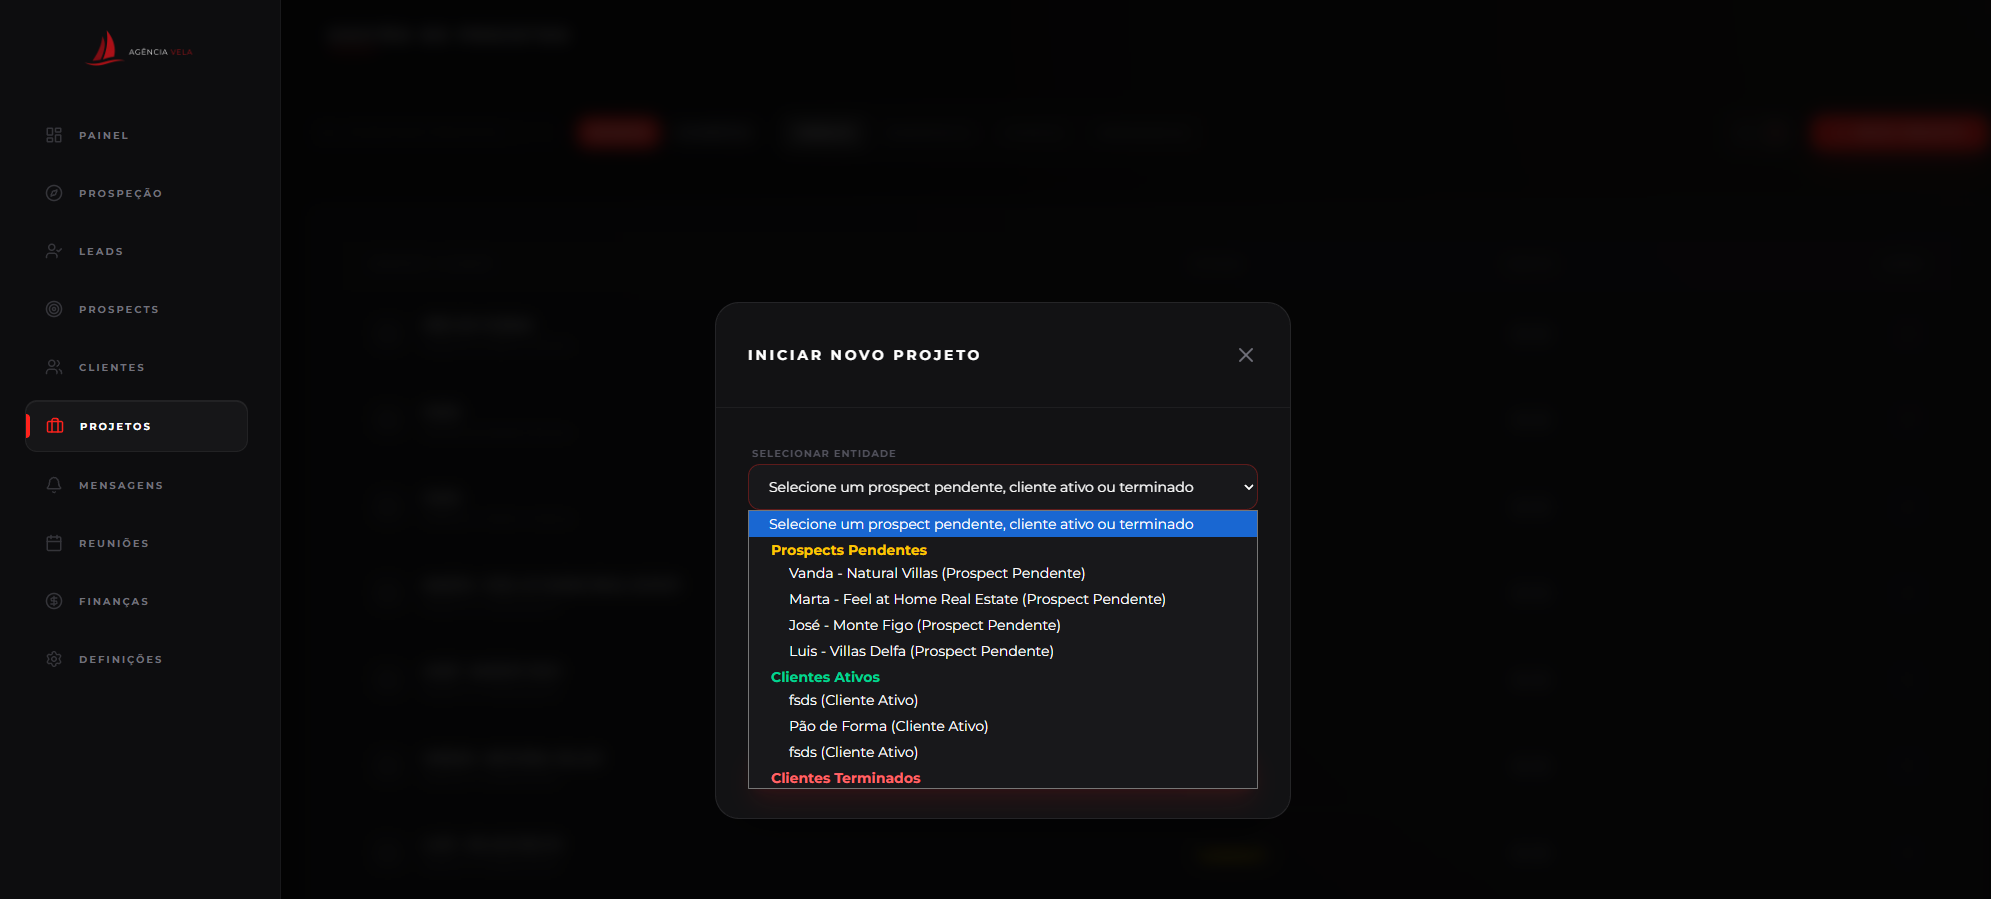 AGÊNCIA VELA
PAINEL
PROSPEÇÃO
LEADS
PROSPECTS
CLIENTES
PROJETOS
MENSAGENS
REUNIÕES
FINANÇAS
DEFINIÇÕES
INICIAR NOVO PROJETO
SELECIONAR ENTIDADE
Selecione um prospect pendente, cliente ativo ou terminado
Selecione um prospect pendente, cliente ativo ou terminado
Prospects Pendentes
Vanda - Natural Villas (Prospect Pendente)
Marta - Feel at Home Real Estate (Prospect Pendente)
José - Monte Figo (Prospect Pendente)
Luis - Villas Delfa (Prospect Pendente)
Clientes Ativos
fsds (Cliente Ativo)
Pão de Forma (Cliente Ativo)
fsds (Cliente Ativo)
Clientes Terminados